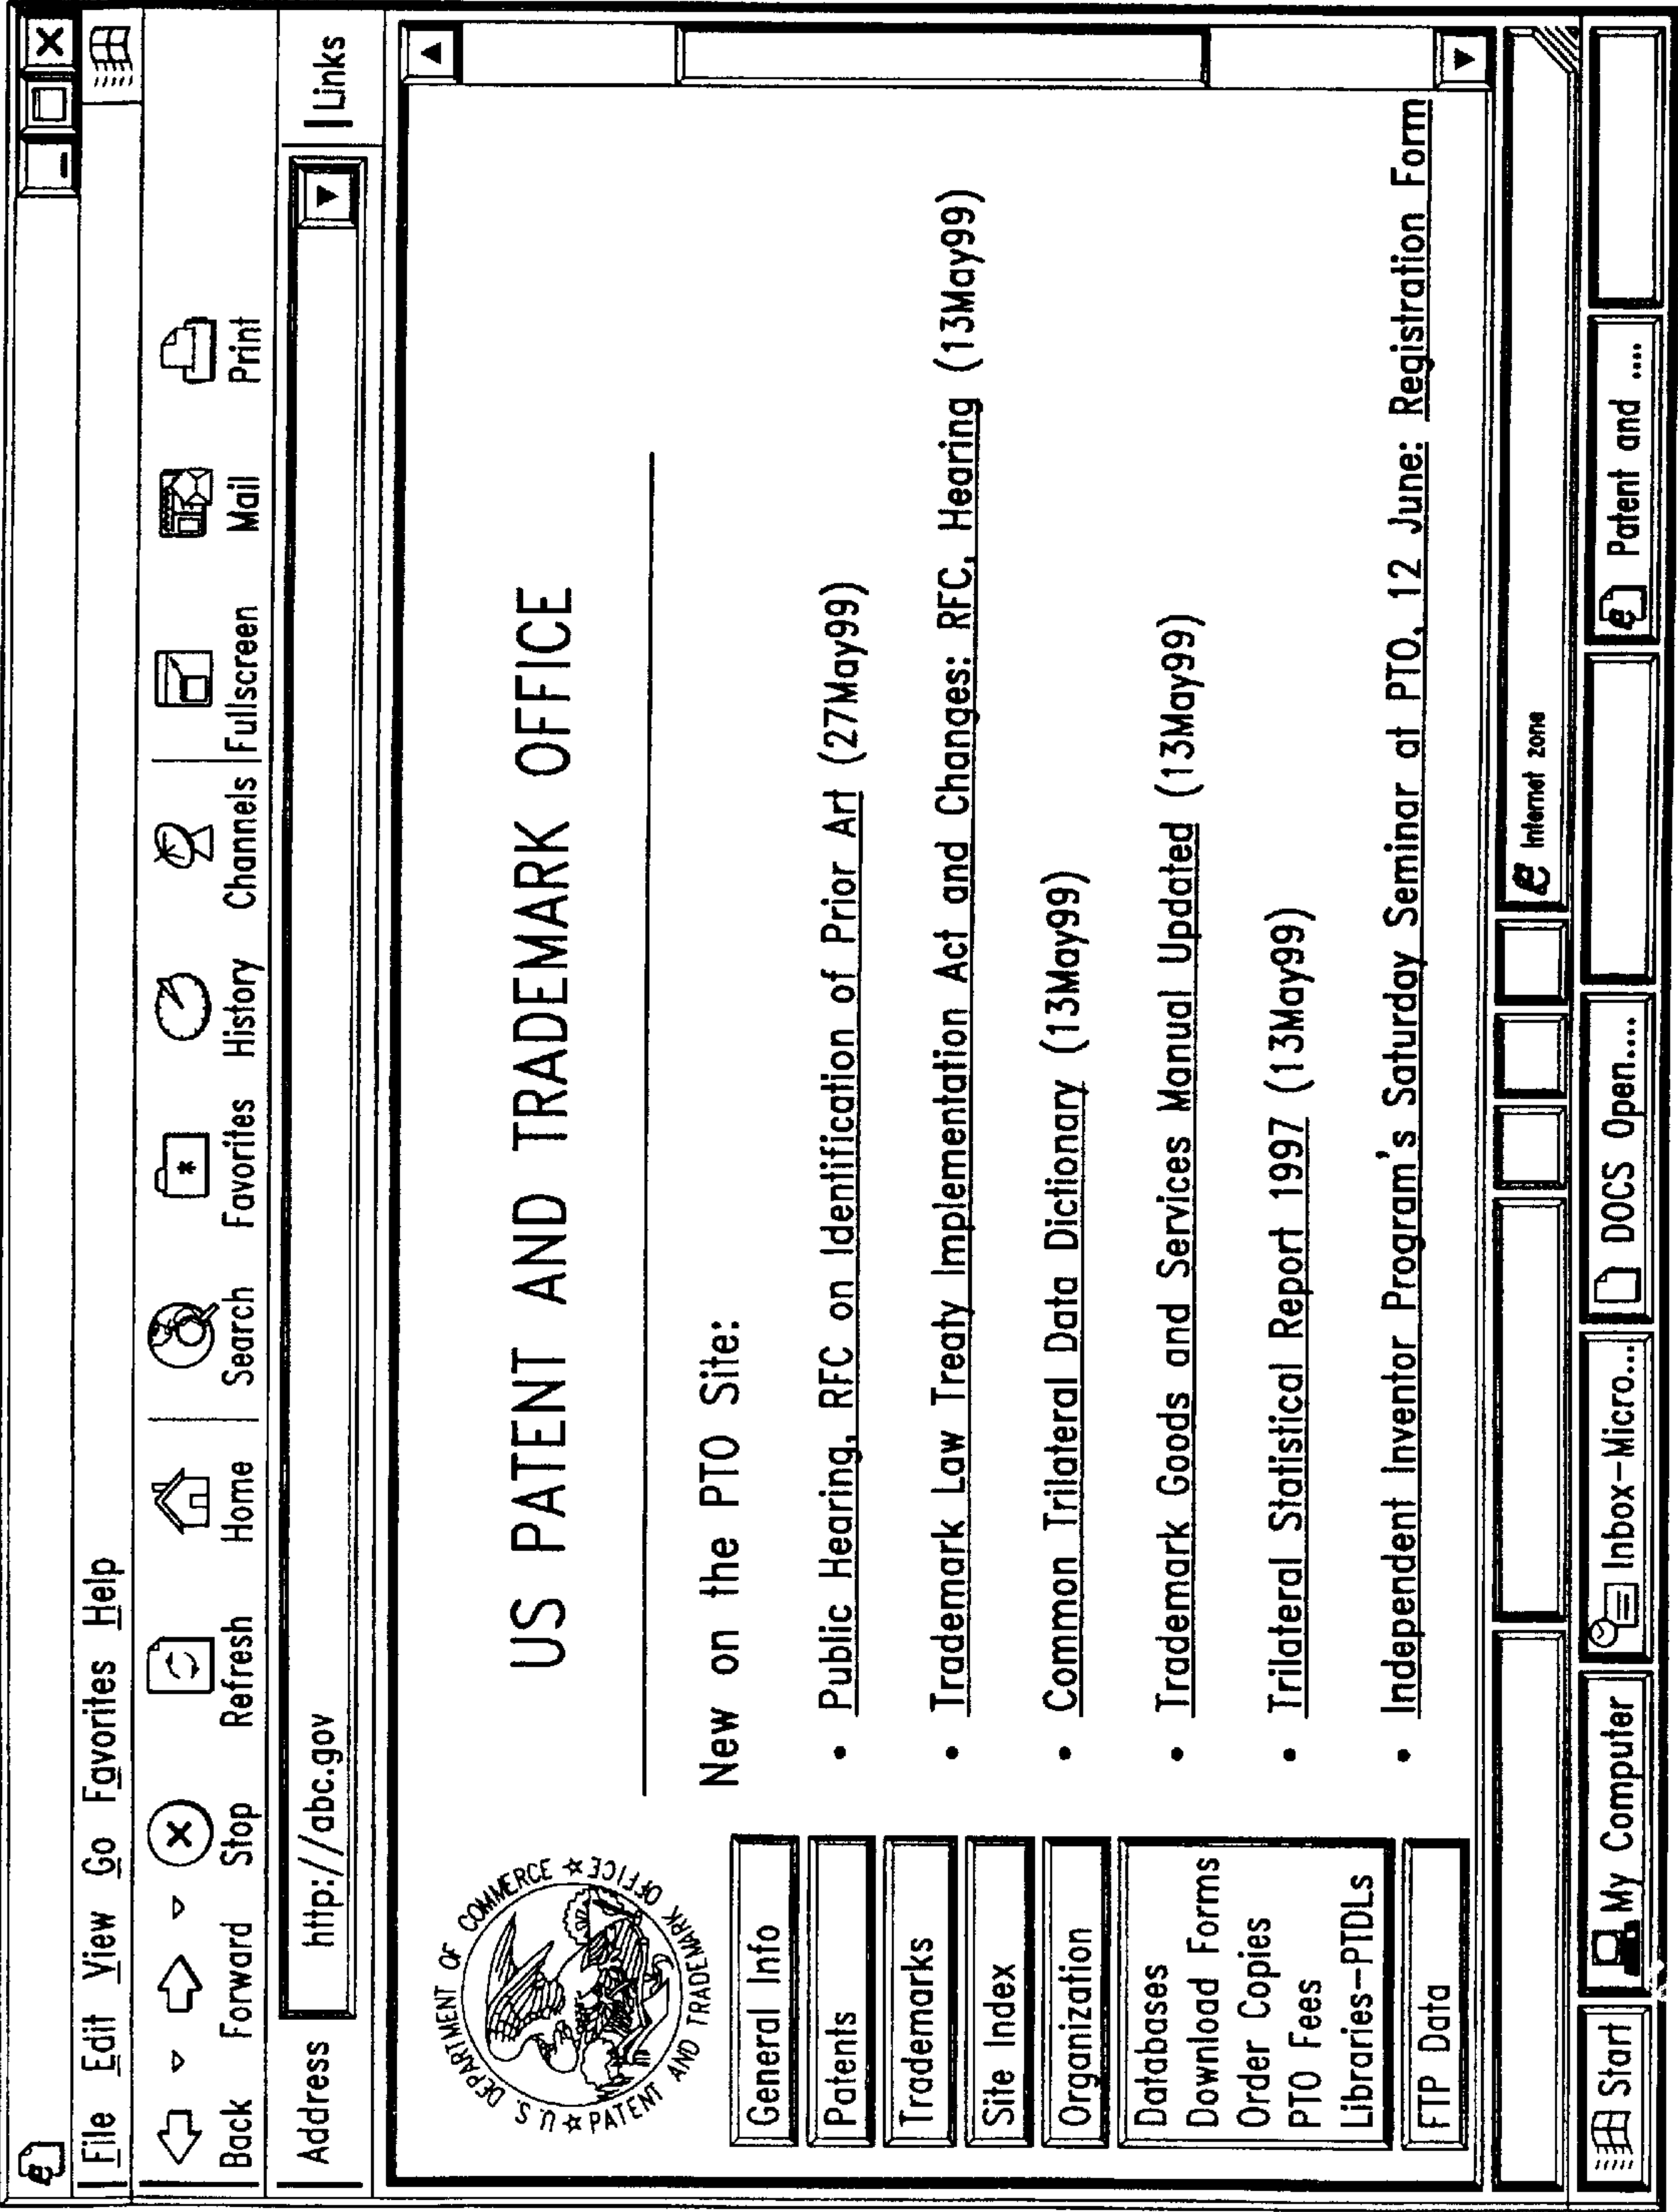 File Edit View Go Favorites Help
Back Forward Stop Refresh Home Search Favorites History Channels Fullscreen Mail Print
Address http://abc.gov Links
U.S. DEPARTMENT OF COMMERCE
PATENT AND TRADEMARK OFFICE
US PATENT AND TRADEMARK OFFICE
New on the PTO Site:
• Public Hearing, RFC on Identification of Prior Art (27May99)
• Trademark Law Treaty Implementation Act and Changes: RFC, Hearing (13May99)
• Common Trilateral Data Dictionary (13May99)
• Trademark Goods and Services Manual Updated (13May99)
• Trilateral Statistical Report 1997 (13May99)
• Independent Inventor Program's Saturday Seminar at PTO, 12 June: Registration Form
General Info
Patents
Trademarks
Site Index
Organization
Databases
Download Forms
Order Copies
PTO Fees
Libraries-PTDLs
FTP Data
Internet zone
Start My Computer Inbox-Micro... DOCS Open.... Patent and ....